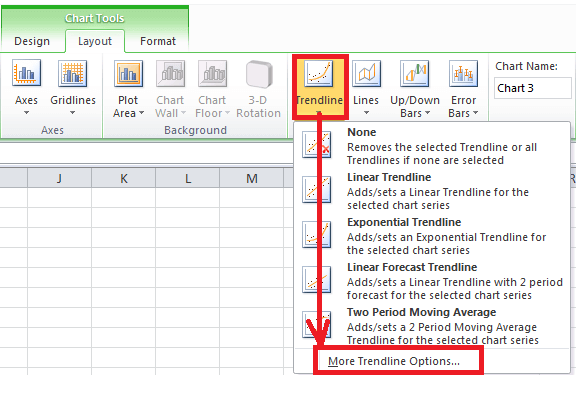 Chart Tools
Design Layout Format
Axes Gridlines Plot Area Chart Wall Chart Floor 3-D Rotation Trendline Lines Up/Down Bars Error Bars
Chart Name:
Chart 3
Axes Background
None
Removes the selected Trendline or all
Trendlines if none are selected
J K L M
Linear Trendline
Adds/sets a Linear Trendline for the
selected chart series
Exponential Trendline
Adds/sets an Exponential Trendline for
the selected chart series
Linear Forecast Trendline
Adds/sets a Linear Trendline with 2 period
forecast for the selected chart series
Two Period Moving Average
Adds/sets a 2 Period Moving Average
Trendline for the selected chart series
More Trendline Options...